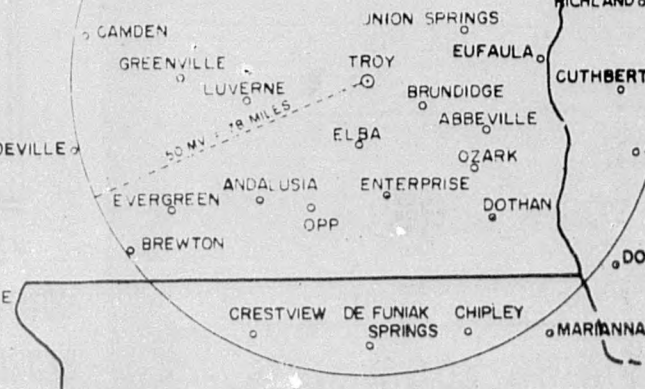 RICHLAND
CAMDEN
UNION SPRINGS
GREENVILLE
TROY
EUFAULA
LUVERNE
BRUNDIDGE
CUTHBERT
50 MV = 78 MILES
ELBA
ABBEVILLE
DEVILLE
OZARK
EVERGREEN
ANDALUSIA
ENTERPRISE
OPP
DOTHAN
BREWTON
DO
E
CRESTVIEW
DE FUNIAK
SPRINGS
CHIPLEY
MARIANNA